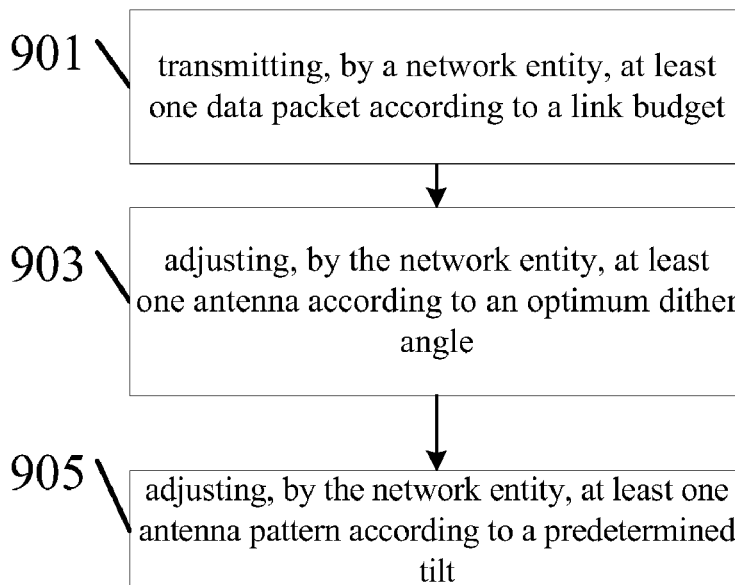 901
transmitting, by a network entity, at least
one data packet according to a link budget
903
adjusting, by the network entity, at least
one antenna according to an optimum dither
angle
905
adjusting, by the network entity, at least one
antenna pattern according to a predetermined
tilt